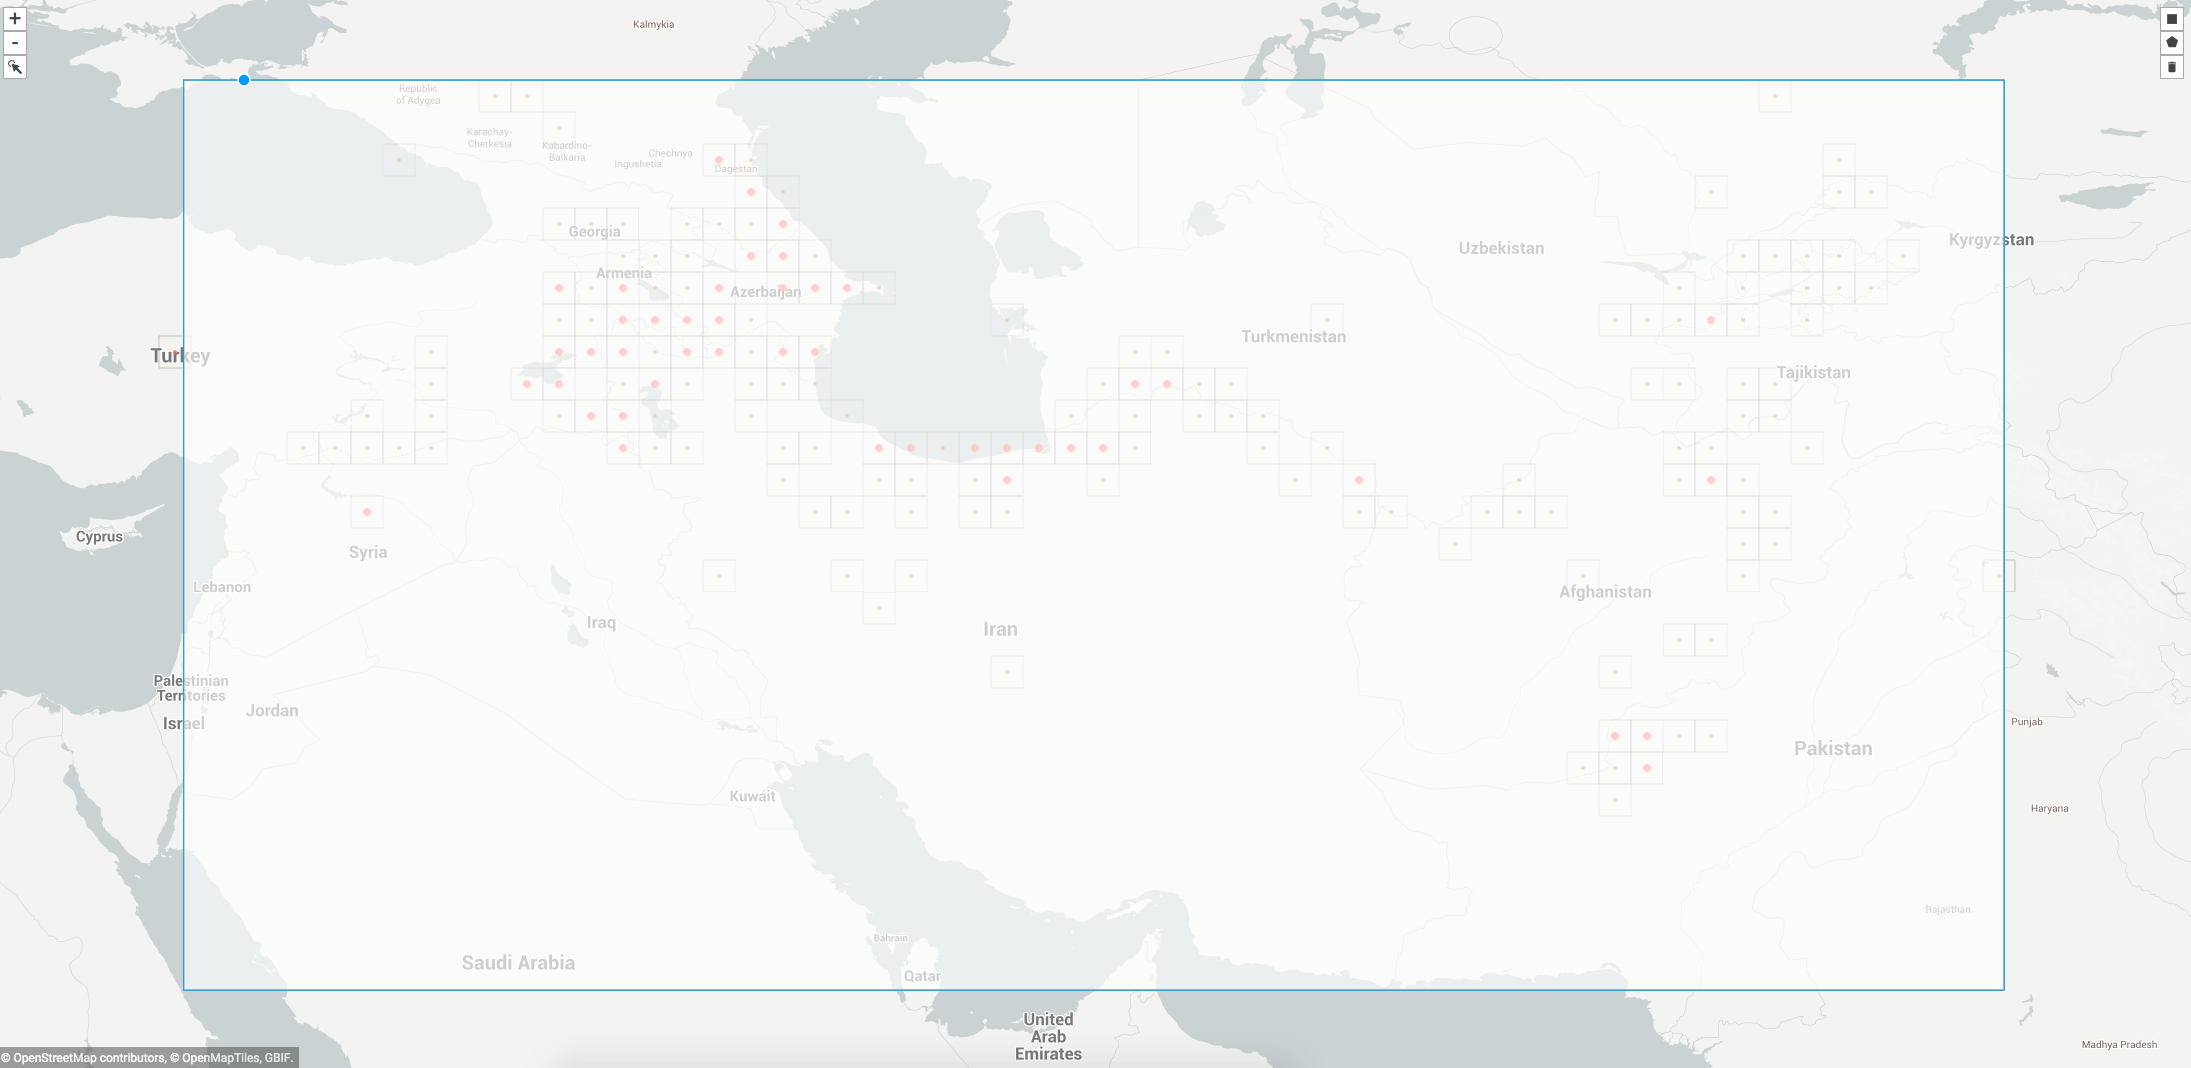 +
-
Kalmykia
Republic
of Adygea
Karachay-
Cherkesia
Kabardino-
Balkaria
Chechnya
Ingushetia
Dagestan
Georgia
Armenia
Azerbaijan
Uzbekistan
Kyrgyzstan
Turkmenistan
Turkey
Tajikistan
Cyprus
Syria
Lebanon
Iraq
Iran
Afghanistan
Palestinian
Territories
Israel
Jordan
Punjab
Pakistan
Kuwait
Haryana
Rajasthan
Bahrain
Saudi Arabia
Qatar
United
Arab
Emirates
Madhya Pradesh
© OpenStreetMap contributors, © OpenMapTiles, GBIF.